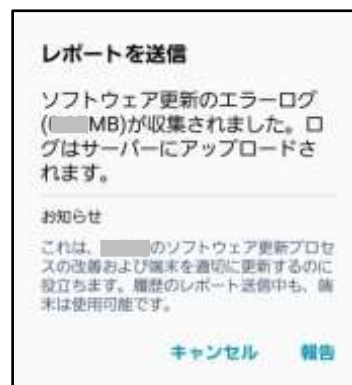 レポートを送信
ソフトウェア更新のエラーログ
( MB)が収集されました。ロ
グはサーバーにアップロードさ
れます。
お知らせ
これは、 のソフトウェア更新プロセ
スの改善および端末を適切に更新するのに
役立ちます。履歴のレポート送信中も、端
末は使用可能です。
キャンセル 報告